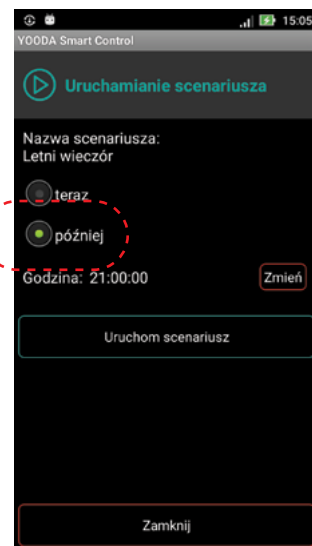 15:05
YOODA Smart Control
Uruchamianie scenariusza
Nazwa scenariusza:
Letni wieczór
teraz
później
Godzina: 21:00:00 Zmień
Uruchom scenariusz
Zamknij